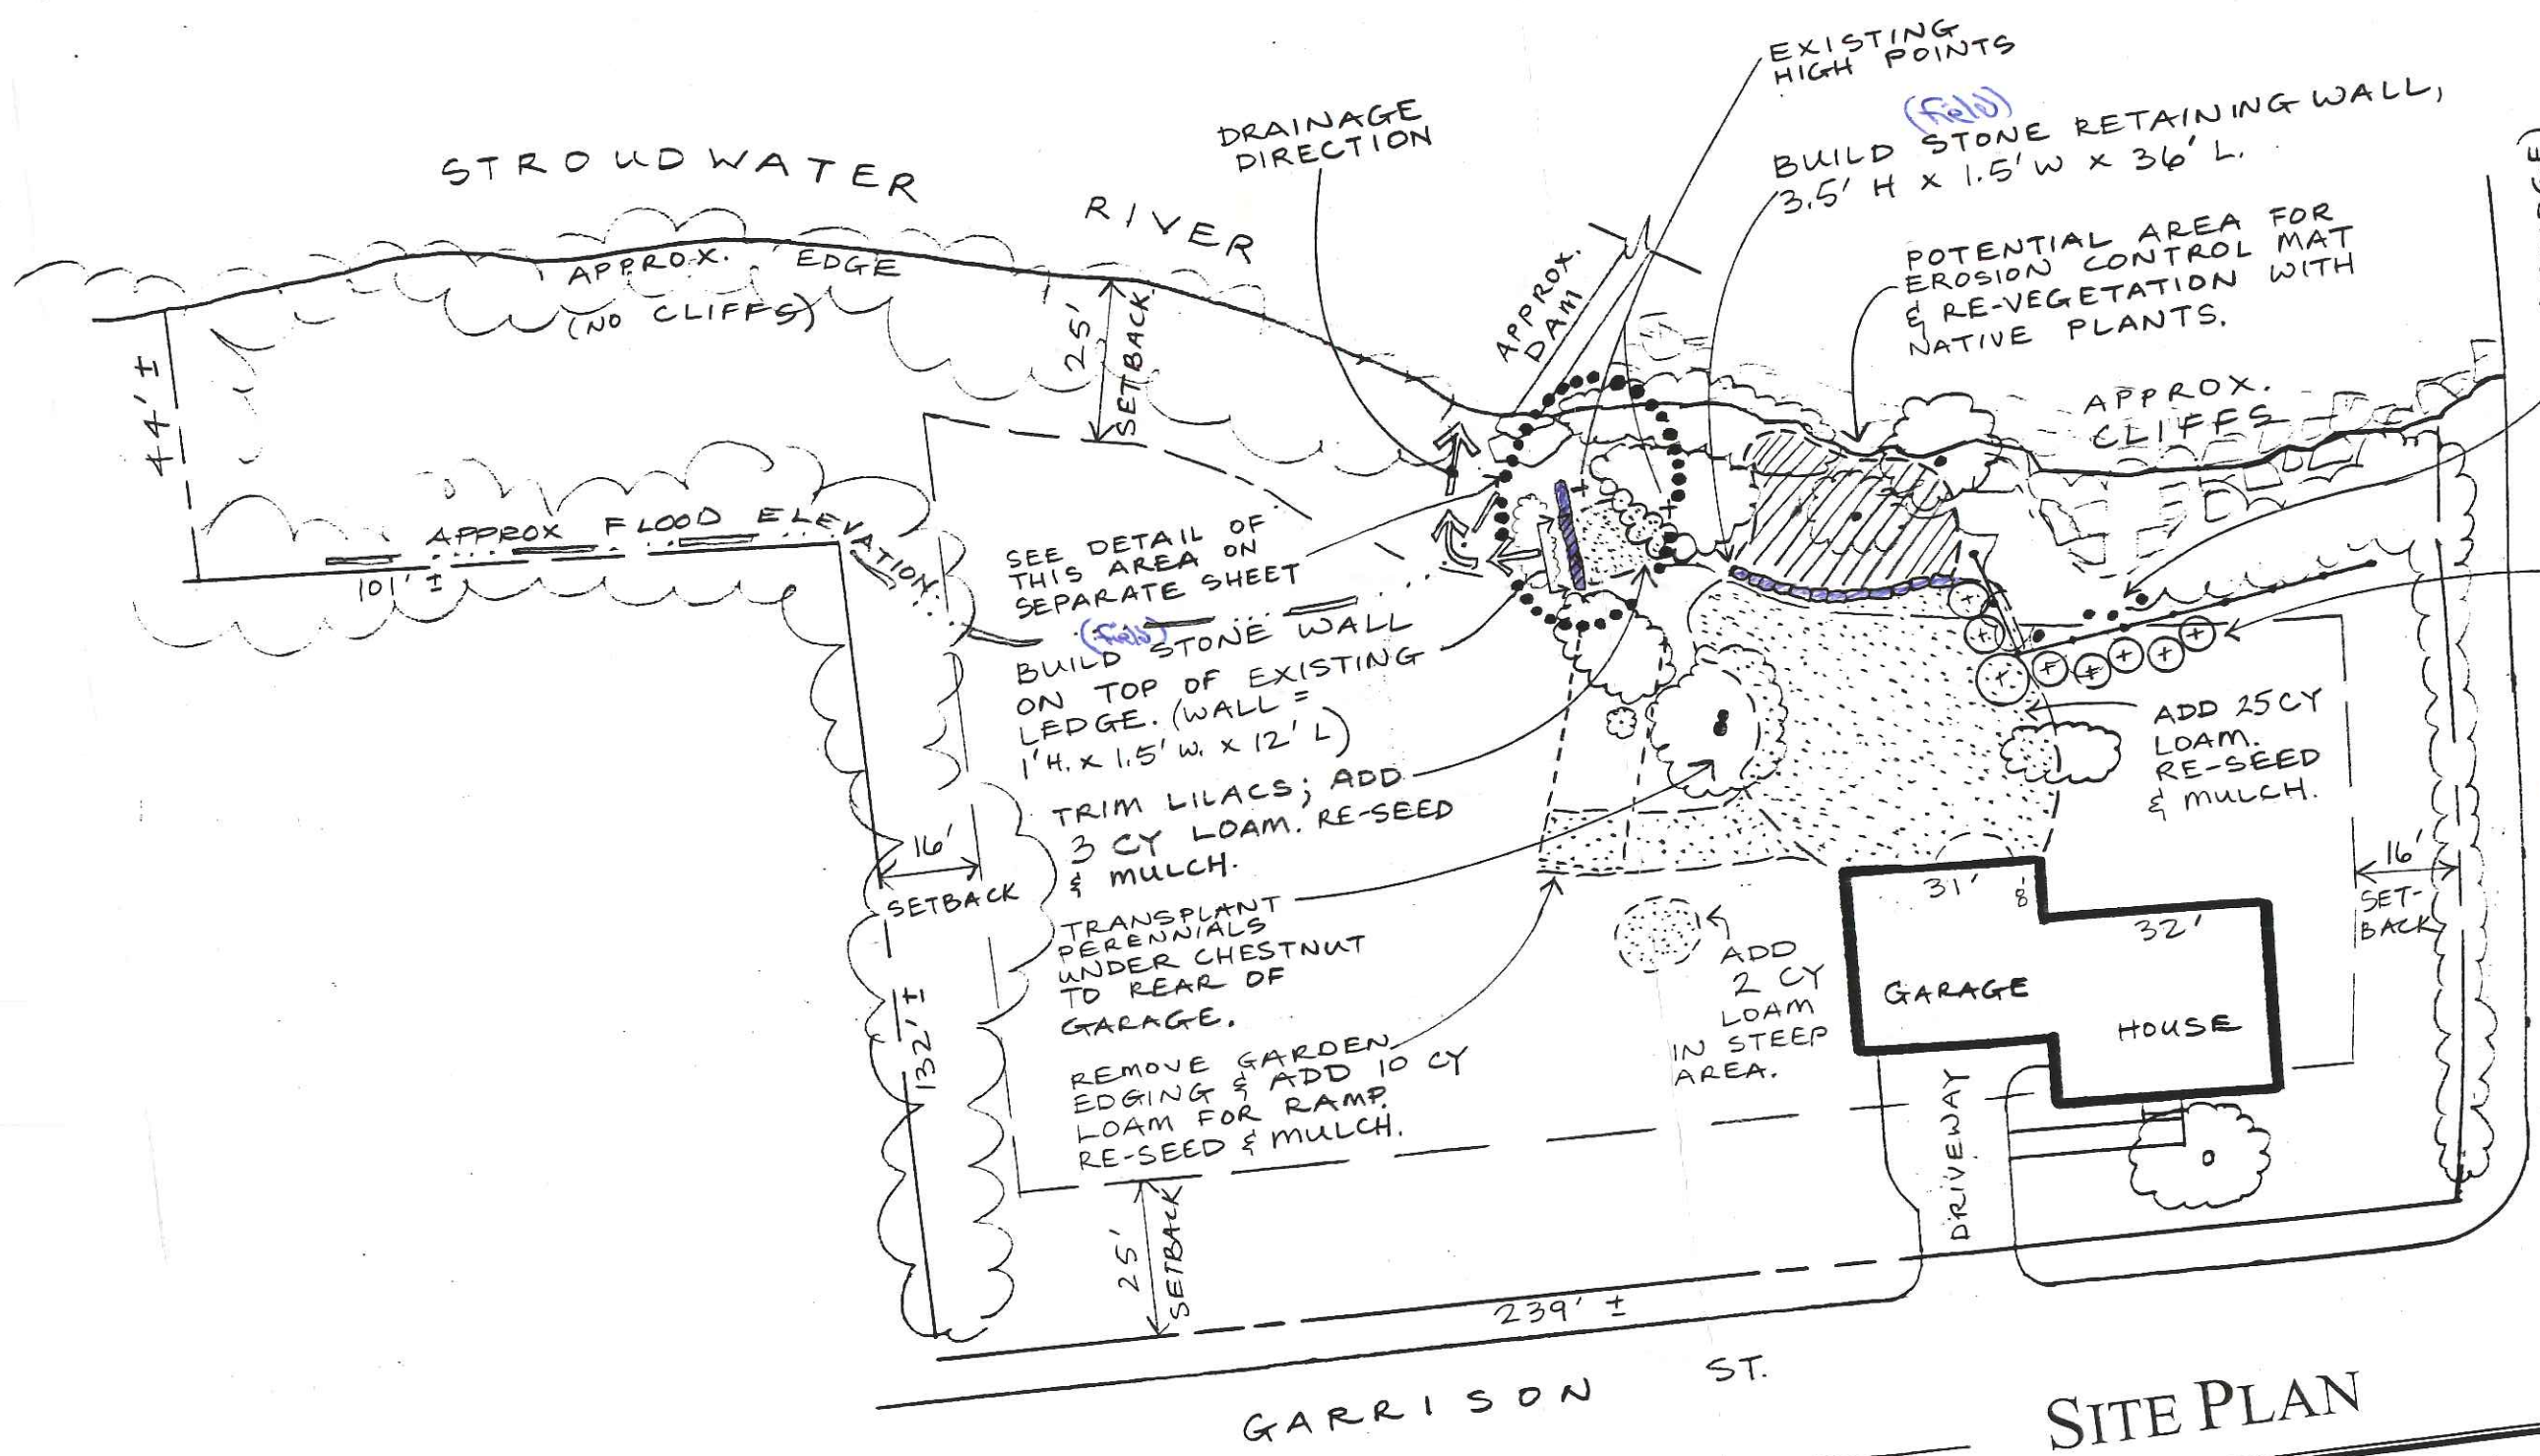 EXISTING
HIGH POINTS
(field)
BUILD STONE RETAINING WALL,
3.5' H x 1.5' W x 36' L.
DRAINAGE
DIRECTION
STROUDWATER
RIVER
POTENTIAL AREA FOR
EROSION CONTROL MAT
& RE-VEGETATION WITH
NATIVE PLANTS.
APPROX. EDGE
(NO CLIFFS)
25'
SETBACK
APPROX.
DAM
APPROX.
CLIFFS
44' ±
APPROX FLOOD ELEVATION
101' ±
SEE DETAIL OF
THIS AREA ON
SEPARATE SHEET
(field)
BUILD STONE WALL
ON TOP OF EXISTING
LEDGE. (WALL =
1' H. x 1.5' W. x 12' L)
TRIM LILACS; ADD
3 CY LOAM. RE-SEED
& MULCH.
ADD 25 CY
LOAM.
RE-SEED
& MULCH.
16'
SETBACK
16'
SET-
BACK
TRANSPLANT
PERENNIALS
UNDER CHESTNUT
TO REAR OF
GARAGE.
ADD
2 CY
LOAM
IN STEEP
AREA.
31'
8'
32'
GARAGE
HOUSE
132' ±
REMOVE GARDEN
EDGING & ADD 10 CY
LOAM FOR RAMP.
RE-SEED & MULCH.
DRIVEWAY
25'
SETBACK
239' ±
GARRISON ST.
SITE PLAN